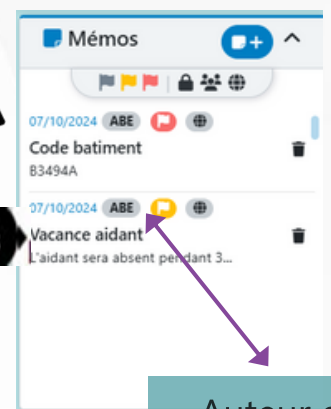 Mémos
07/10/2024 ABE
Code batiment
B3494A
07/10/2024 ABE
Vacance aidant
L'aidant sera absent pendant 3...